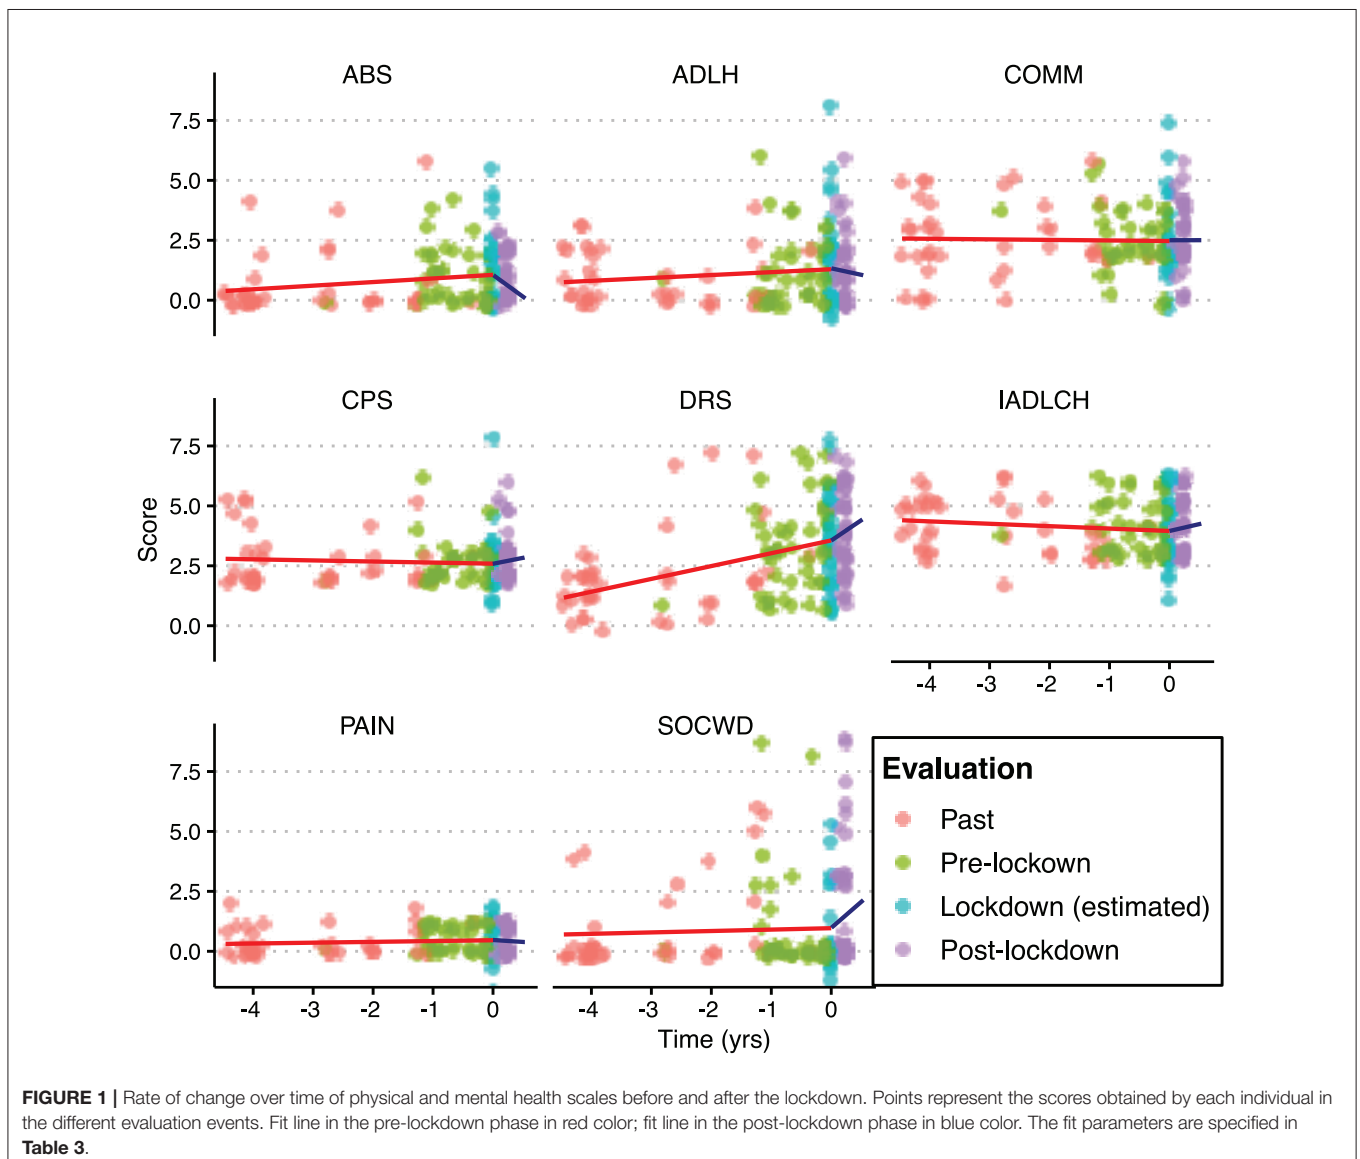 ABS ADLH COMM
7.5
5.0
2.5
0.0
CPS DRS IADLCH
7.5
5.0
2.5
0.0
-4 -3 -2 -1 0
Score
PAIN SOCWD
7.5
5.0
2.5
0.0
-4 -3 -2 -1 0 -4 -3 -2 -1 0
Time (yrs)
Evaluation
Past
Pre-lockown
Lockdown (estimated)
Post-lockdown
FIGURE 1 | Rate of change over time of physical and mental health scales before and after the lockdown. Points represent the scores obtained by each individual in
the different evaluation events. Fit line in the pre-lockdown phase in red color; fit line in the post-lockdown phase in blue color. The fit parameters are specified in
Table 3.